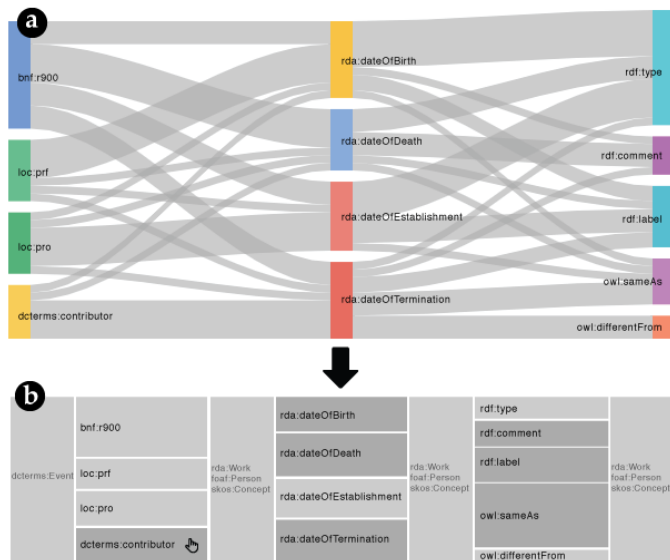 a
bnf:r900
rda:dateOfBirth
rdf:type
loc:prf
rda:dateOfDeath
rdf:comment
loc:pro
rda:dateOfEstablishment
rdf:label
dcterms:contributor
rda:dateOfTermination
owl:sameAs
owl:differentFrom
b
dcterms:Event
bnf:r900
loc:prf
loc:pro
dcterms:contributor
rda:Work
foaf:Person
skos:Concept
rda:dateOfBirth
rda:dateOfDeath
rda:dateOfEstablishment
rda:dateOfTermination
rda:Work
foaf:Person
skos:Concept
rdf:type
rdf:comment
rdf:label
owl:sameAs
owl:differentFrom
rda:Work
foaf:Person
skos:Concept